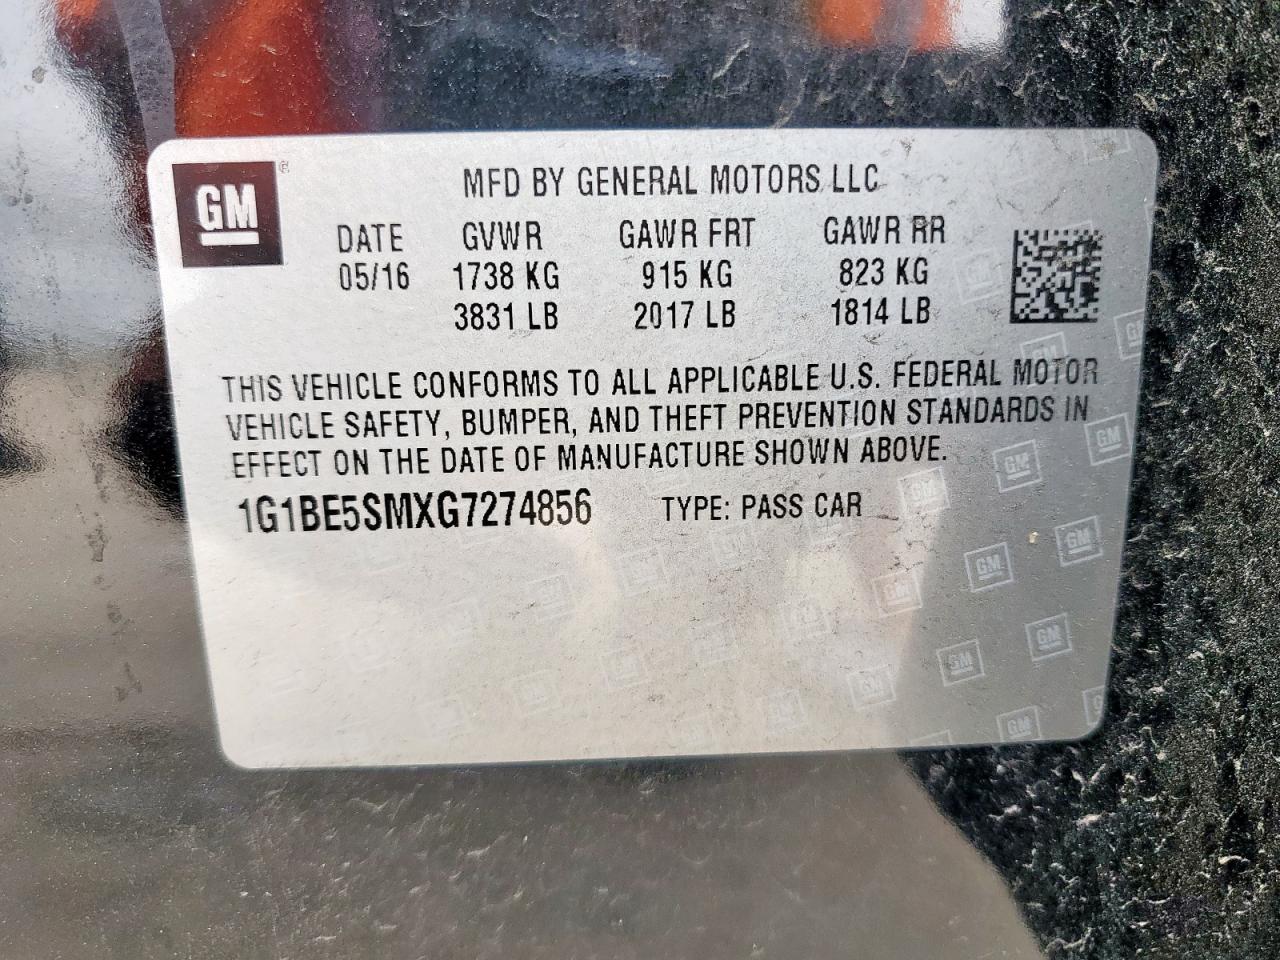 GM
MFD BY GENERAL MOTORS LLC
DATE GVWR GAWR FRT GAWR RR
05/16 1738 KG 915 KG 823 KG
3831 LB 2017 LB 1814 LB
THIS VEHICLE CONFORMS TO ALL APPLICABLE U.S. FEDERAL MOTOR
VEHICLE SAFETY, BUMPER, AND THEFT PREVENTION STANDARDS IN
EFFECT ON THE DATE OF MANUFACTURE SHOWN ABOVE.
1G1BE5SMXG7274856 TYPE: PASS CAR